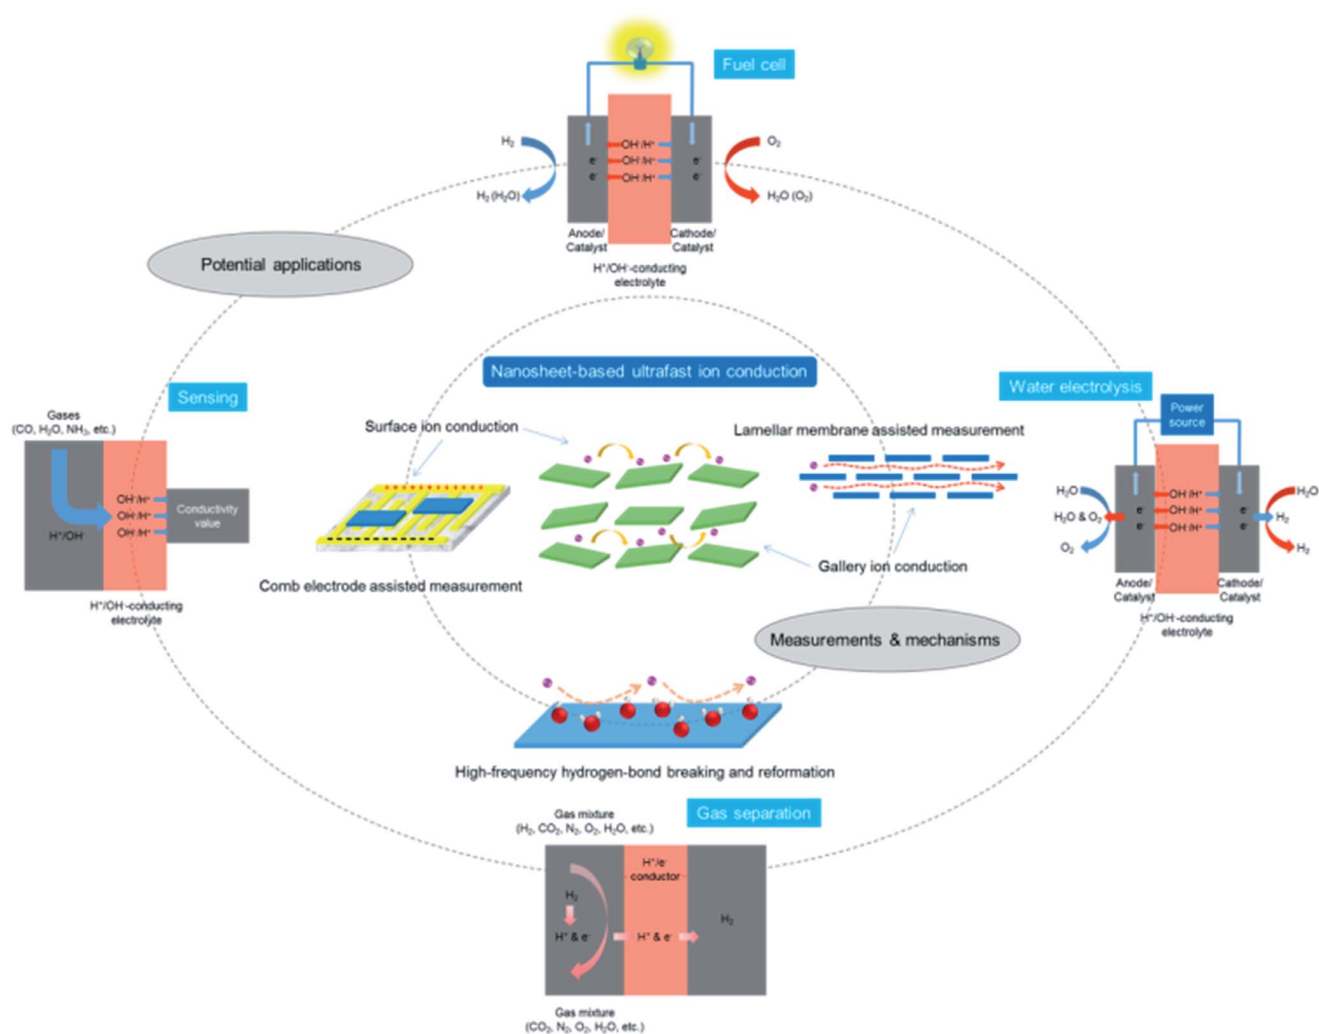 Fuel cell
H₂
O₂
OH⁻/H⁺
OH⁻/H⁺
OH⁻/H⁺
e⁻
e⁻
e⁻
e⁻
H₂ (H₂O)
H₂O (O₂)
Anode/
Catalyst
Cathode/
Catalyst
H⁺/OH⁻-conducting
electrolyte
Potential applications
Nanosheet-based ultrafast ion conduction
Sensing
Gases
(CO, H₂O, NH₃, etc.)
OH⁻/H⁺
OH⁻/H⁺
OH⁻/H⁺
H⁺/OH⁻
Conductivity
value
H⁺/OH⁻-conducting
electrolyte
Surface ion conduction
Comb electrode assisted measurement
Lamellar membrane assisted measurement
Gallery ion conduction
Measurements & mechanisms
Water electrolysis
Power
source
H₂O
H₂O & O₂
O₂
OH⁻/H⁺
OH⁻/H⁺
OH⁻/H⁺
e⁻
e⁻
e⁻
e⁻
H₂O
H₂
H₂
Anode/
Catalyst
Cathode/
Catalyst
H⁺/OH⁻-conducting
electrolyte
High-frequency hydrogen-bond breaking and reformation
Gas separation
Gas mixture
(H₂, CO₂, N₂, O₂, H₂O, etc.)
H⁺/e⁻
conductor
H₂
H⁺ & e⁻
H⁺ & e⁻
H₂
Gas mixture
(CO₂, N₂, O₂, H₂O, etc.)